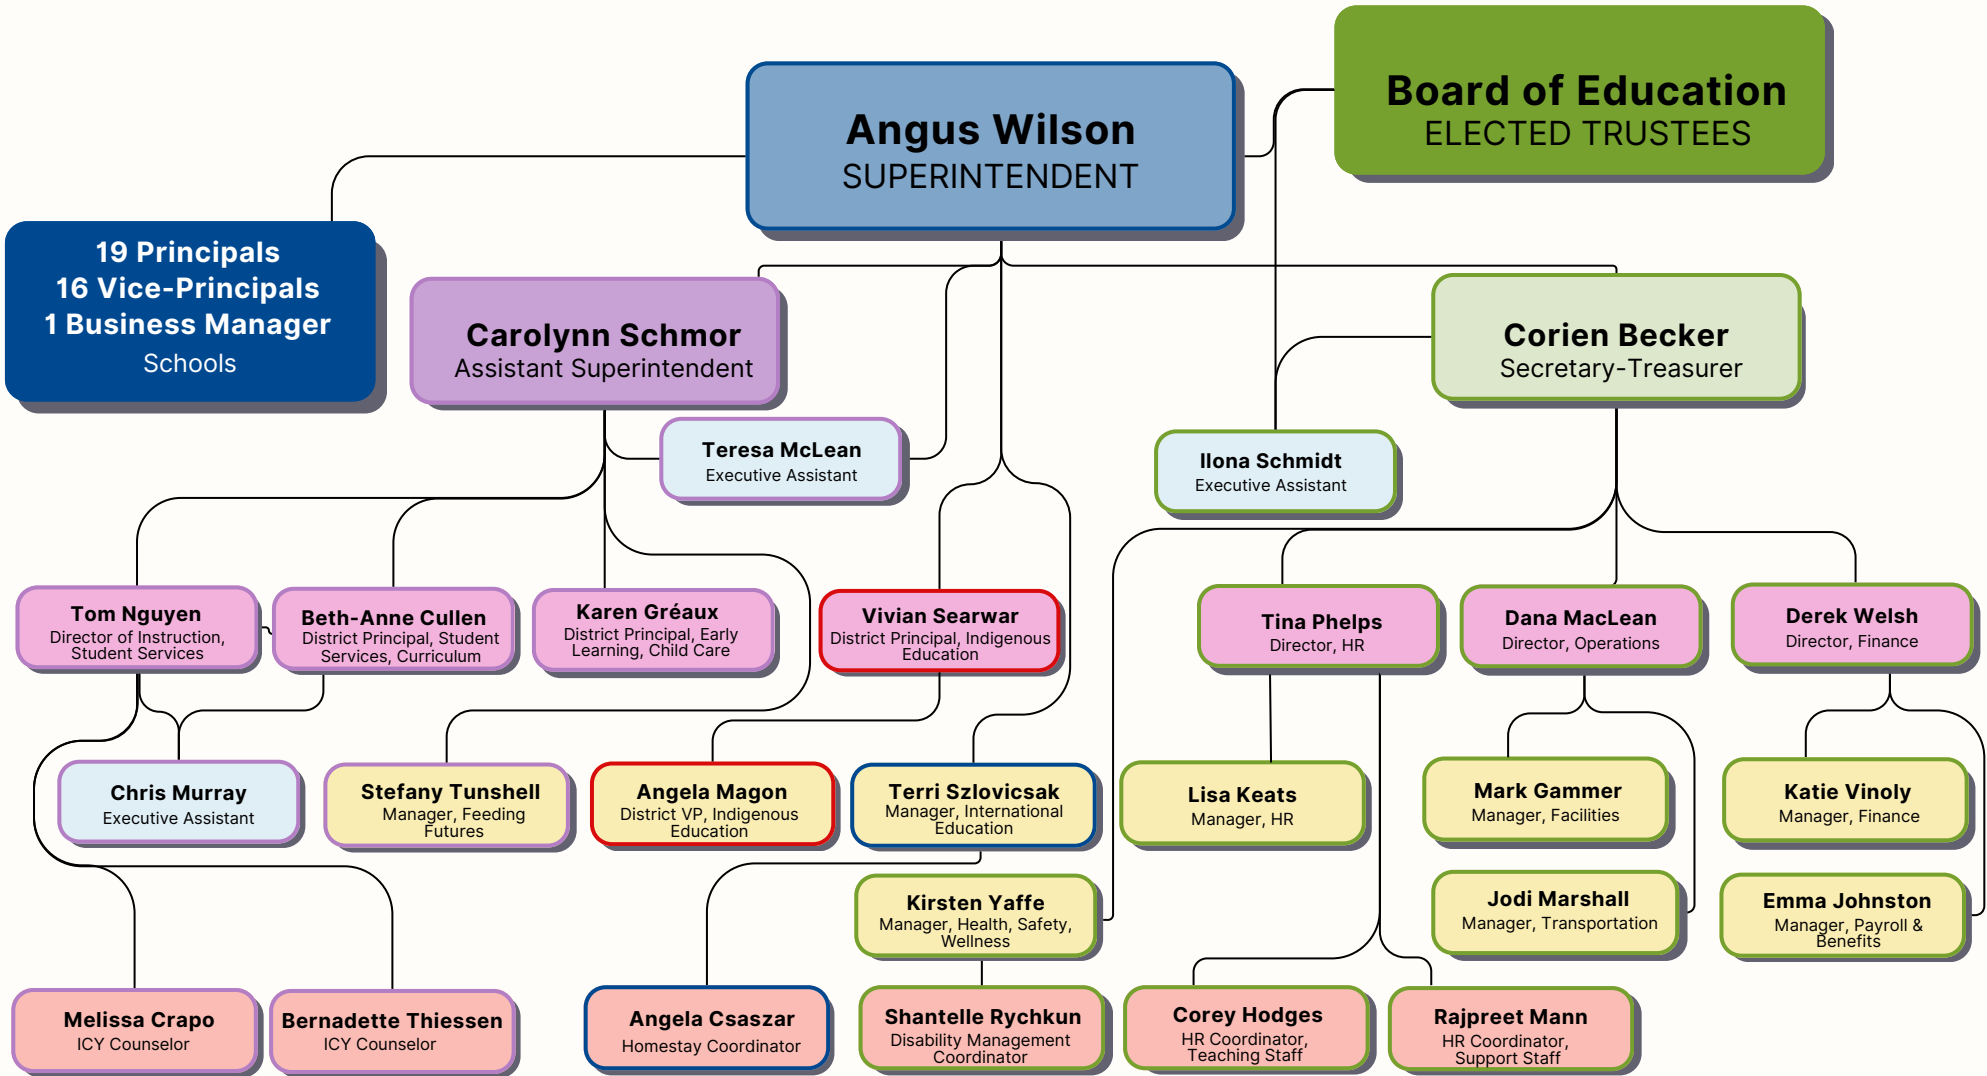 Board of Education
ELECTED TRUSTEES
Angus Wilson
SUPERINTENDENT
19 Principals
16 Vice-Principals
1 Business Manager
Schools
Carolynn Schmor
Assistant Superintendent
Corien Becker
Secretary-Treasurer
Teresa McLean
Executive Assistant
Ilona Schmidt
Executive Assistant
Tom Nguyen
Director of Instruction,
Student Services
Beth-Anne Cullen
District Principal, Student
Services, Curriculum
Karen Gréaux
District Principal, Early
Learning, Child Care
Vivian Searwar
District Principal, Indigenous
Education
Tina Phelps
Director, HR
Dana MacLean
Director, Operations
Derek Welsh
Director, Finance
Chris Murray
Executive Assistant
Stefany Tunshell
Manager, Feeding
Futures
Angela Magon
District VP, Indigenous
Education
Terri Szlovicsak
Manager, International
Education
Lisa Keats
Manager, HR
Mark Gammer
Manager, Facilities
Katie Vinoly
Manager, Finance
Kirsten Yaffe
Manager, Health, Safety,
Wellness
Jodi Marshall
Manager, Transportation
Emma Johnston
Manager, Payroll &
Benefits
Melissa Crapo
ICY Counselor
Bernadette Thiessen
ICY Counselor
Angela Csaszar
Homestay Coordinator
Shantelle Rychkun
Disability Management
Coordinator
Corey Hodges
HR Coordinator,
Teaching Staff
Rajpreet Mann
HR Coordinator,
Support Staff